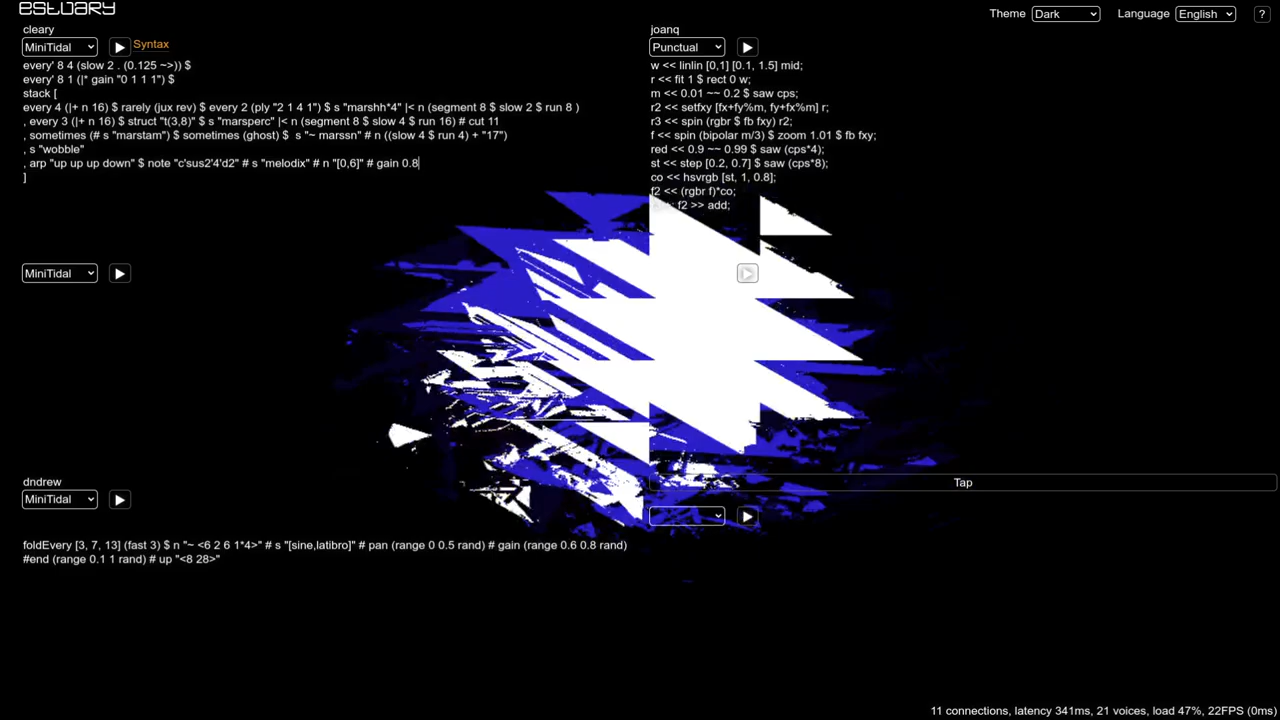 estuary
Theme Dark Language English ?
cleary
MiniTidal Syntax
every' 8 4 (slow 2 . (0.125 ~>)) $
every' 8 1 (|* gain "0 1 1 1") $
stack [
every 4 (|+ n 16) $ rarely (jux rev) $ every 2 (ply "2 1 4 1") $ s "marshh*4" |< n (segment 8 $ slow 2 $ run 8 )
, every 3 (|+ n 16) $ struct "t(3,8)" $ s "marsperc" |< n (segment 8 $ slow 4 $ run 16) # cut 11
, sometimes (# s "marstam") $ sometimes (ghost) $  s "~ marssn" # n ((slow 4 $ run 4) + "17")
, s "wobble"
, arp "up up up down" $ note "c'sus2'4'd2" # s "melodix" # n "[0,6]" # gain 0.8
]
joanq
Punctual
w << linlin [0,1] [0.1, 1.5] mid;
r << fit 1 $ rect 0 w;
m << 0.01 ~~ 0.2 $ saw cps;
r2 << setfxy [fx+fy%m, fy+fx%m] r;
r3 << spin (rgbr $ fb fxy) r2;
f << spin (bipolar m/3) $ zoom 1.01 $ fb fxy;
red << 0.9 ~~ 0.99 $ saw (cps*4);
st << step [0.2, 0.7] $ saw (cps*8);
co << hsvrgb [st, 1, 0.8];
f2 << (rgbr f)*co;
f2 >> add;
MiniTidal
dndrew
MiniTidal
Tap
foldEvery [3, 7, 13] (fast 3) $ n "~ <6 2 6 1*4>" # s "[sine,latibro]" # pan (range 0 0.5 rand) # gain (range 0.6 0.8 rand)
#end (range 0.1 1 rand) # up "<8 28>"
11 connections, latency 341ms, 21 voices, load 47%, 22FPS (0ms)